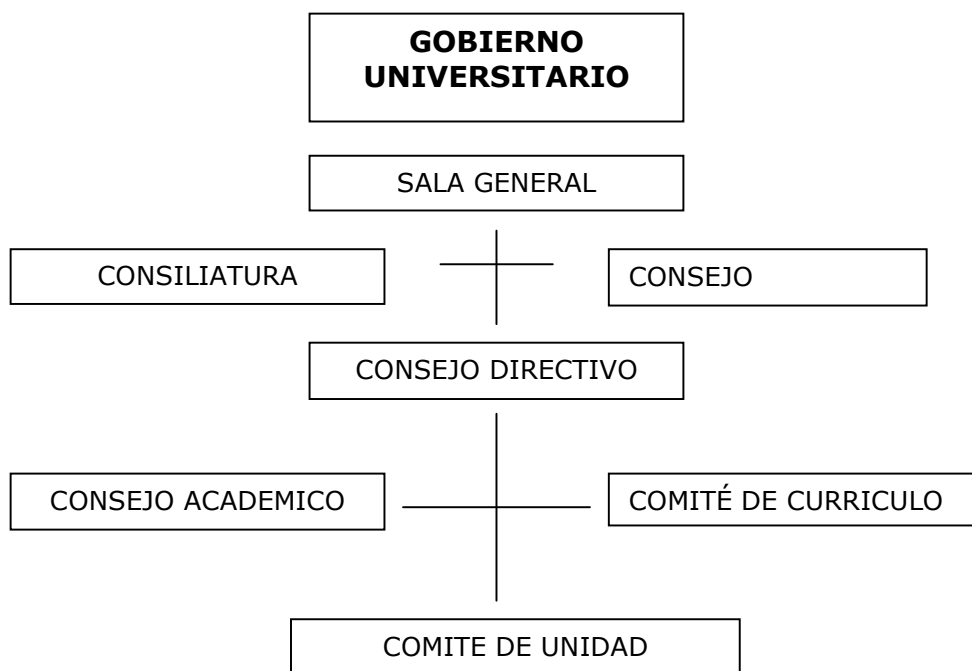 GOBIERNO
UNIVERSITARIO
SALA GENERAL
CONSILIATURA
CONSEJO
CONSEJO DIRECTIVO
CONSEJO ACADEMICO
COMITÉ DE CURRICULO
COMITE DE UNIDAD